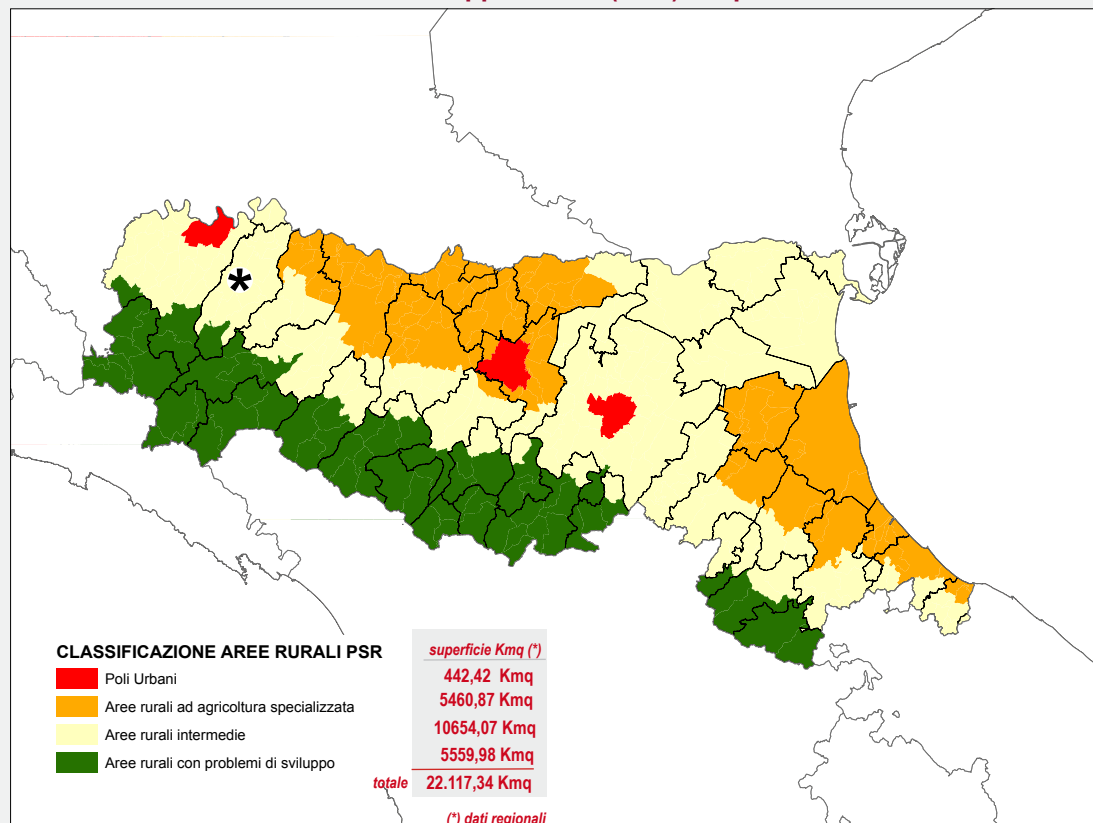 *
CLASSIFICAZIONE AREE RURALI PSR
superficie Kmq (*)
Poli Urbani
442,42 Kmq
Aree rurali ad agricoltura specializzata
5460,87 Kmq
Aree rurali intermedie
10654,07 Kmq
Aree rurali con problemi di sviluppo
5559,98 Kmq
totale 22.117,34 Kmq
(*) dati regionali